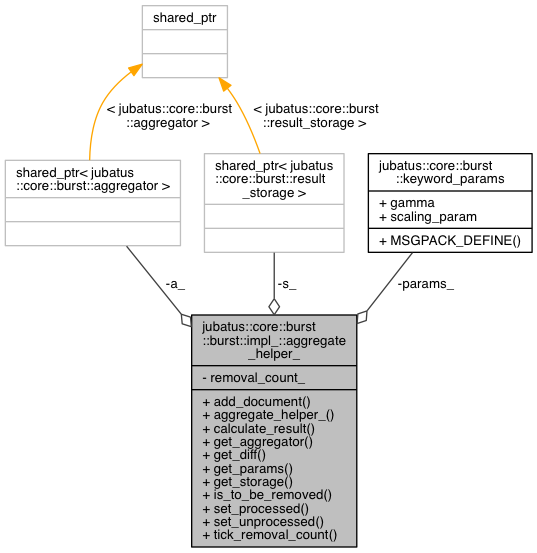 shared_ptr
< jubatus::core::burst
::aggregator >
< jubatus::core::burst
::result_storage >
shared_ptr< jubatus
::core::burst::aggregator >
shared_ptr< jubatus
::core::burst::result
_storage >
jubatus::core::burst
::keyword_params
+ gamma
+ scaling_param
+ MSGPACK_DEFINE()
-a_
-s_
-params_
jubatus::core::burst
::burst::impl_::aggregate
_helper_
- removal_count_
+ add_document()
+ aggregate_helper_()
+ calculate_result()
+ get_aggregator()
+ get_diff()
+ get_params()
+ get_storage()
+ is_to_be_removed()
+ set_processed()
+ set_unprocessed()
+ tick_removal_count()